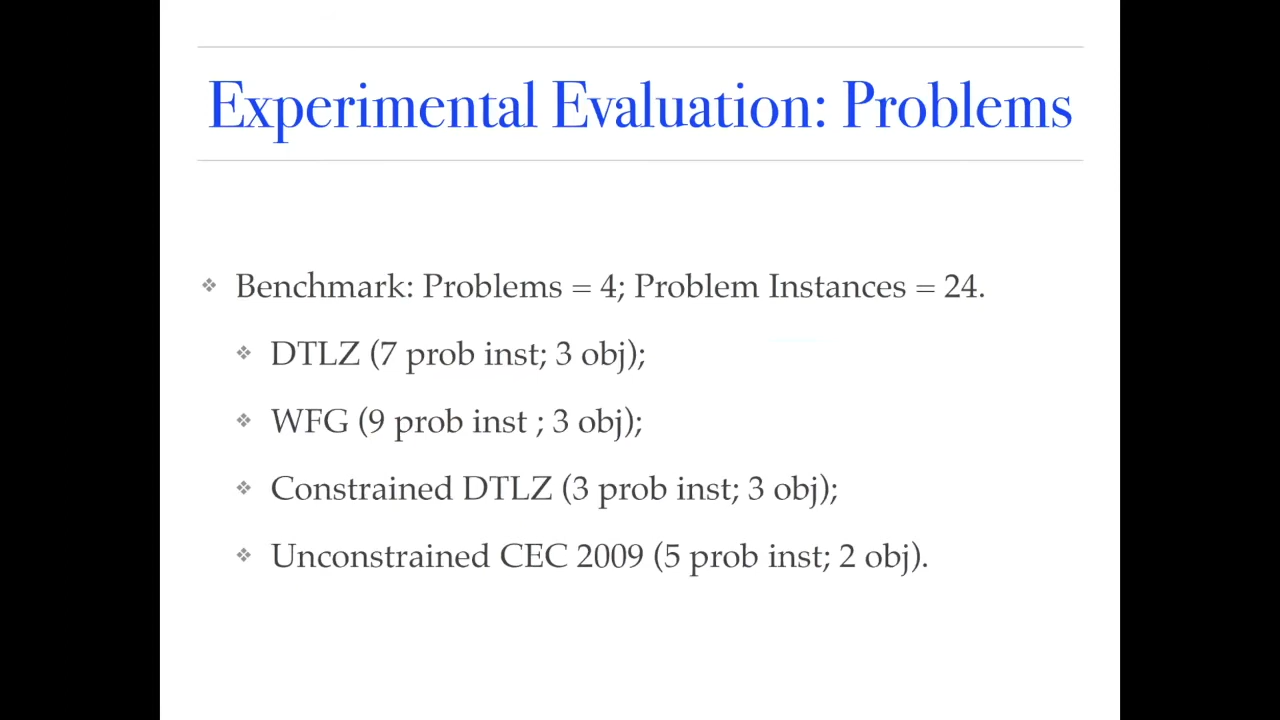 Experimental Evaluation: Problems
❖ Benchmark: Problems = 4; Problem Instances = 24.
❖ DTLZ (7 prob inst; 3 obj);
❖ WFG (9 prob inst ; 3 obj);
❖ Constrained DTLZ (3 prob inst; 3 obj);
❖ Unconstrained CEC 2009 (5 prob inst; 2 obj).